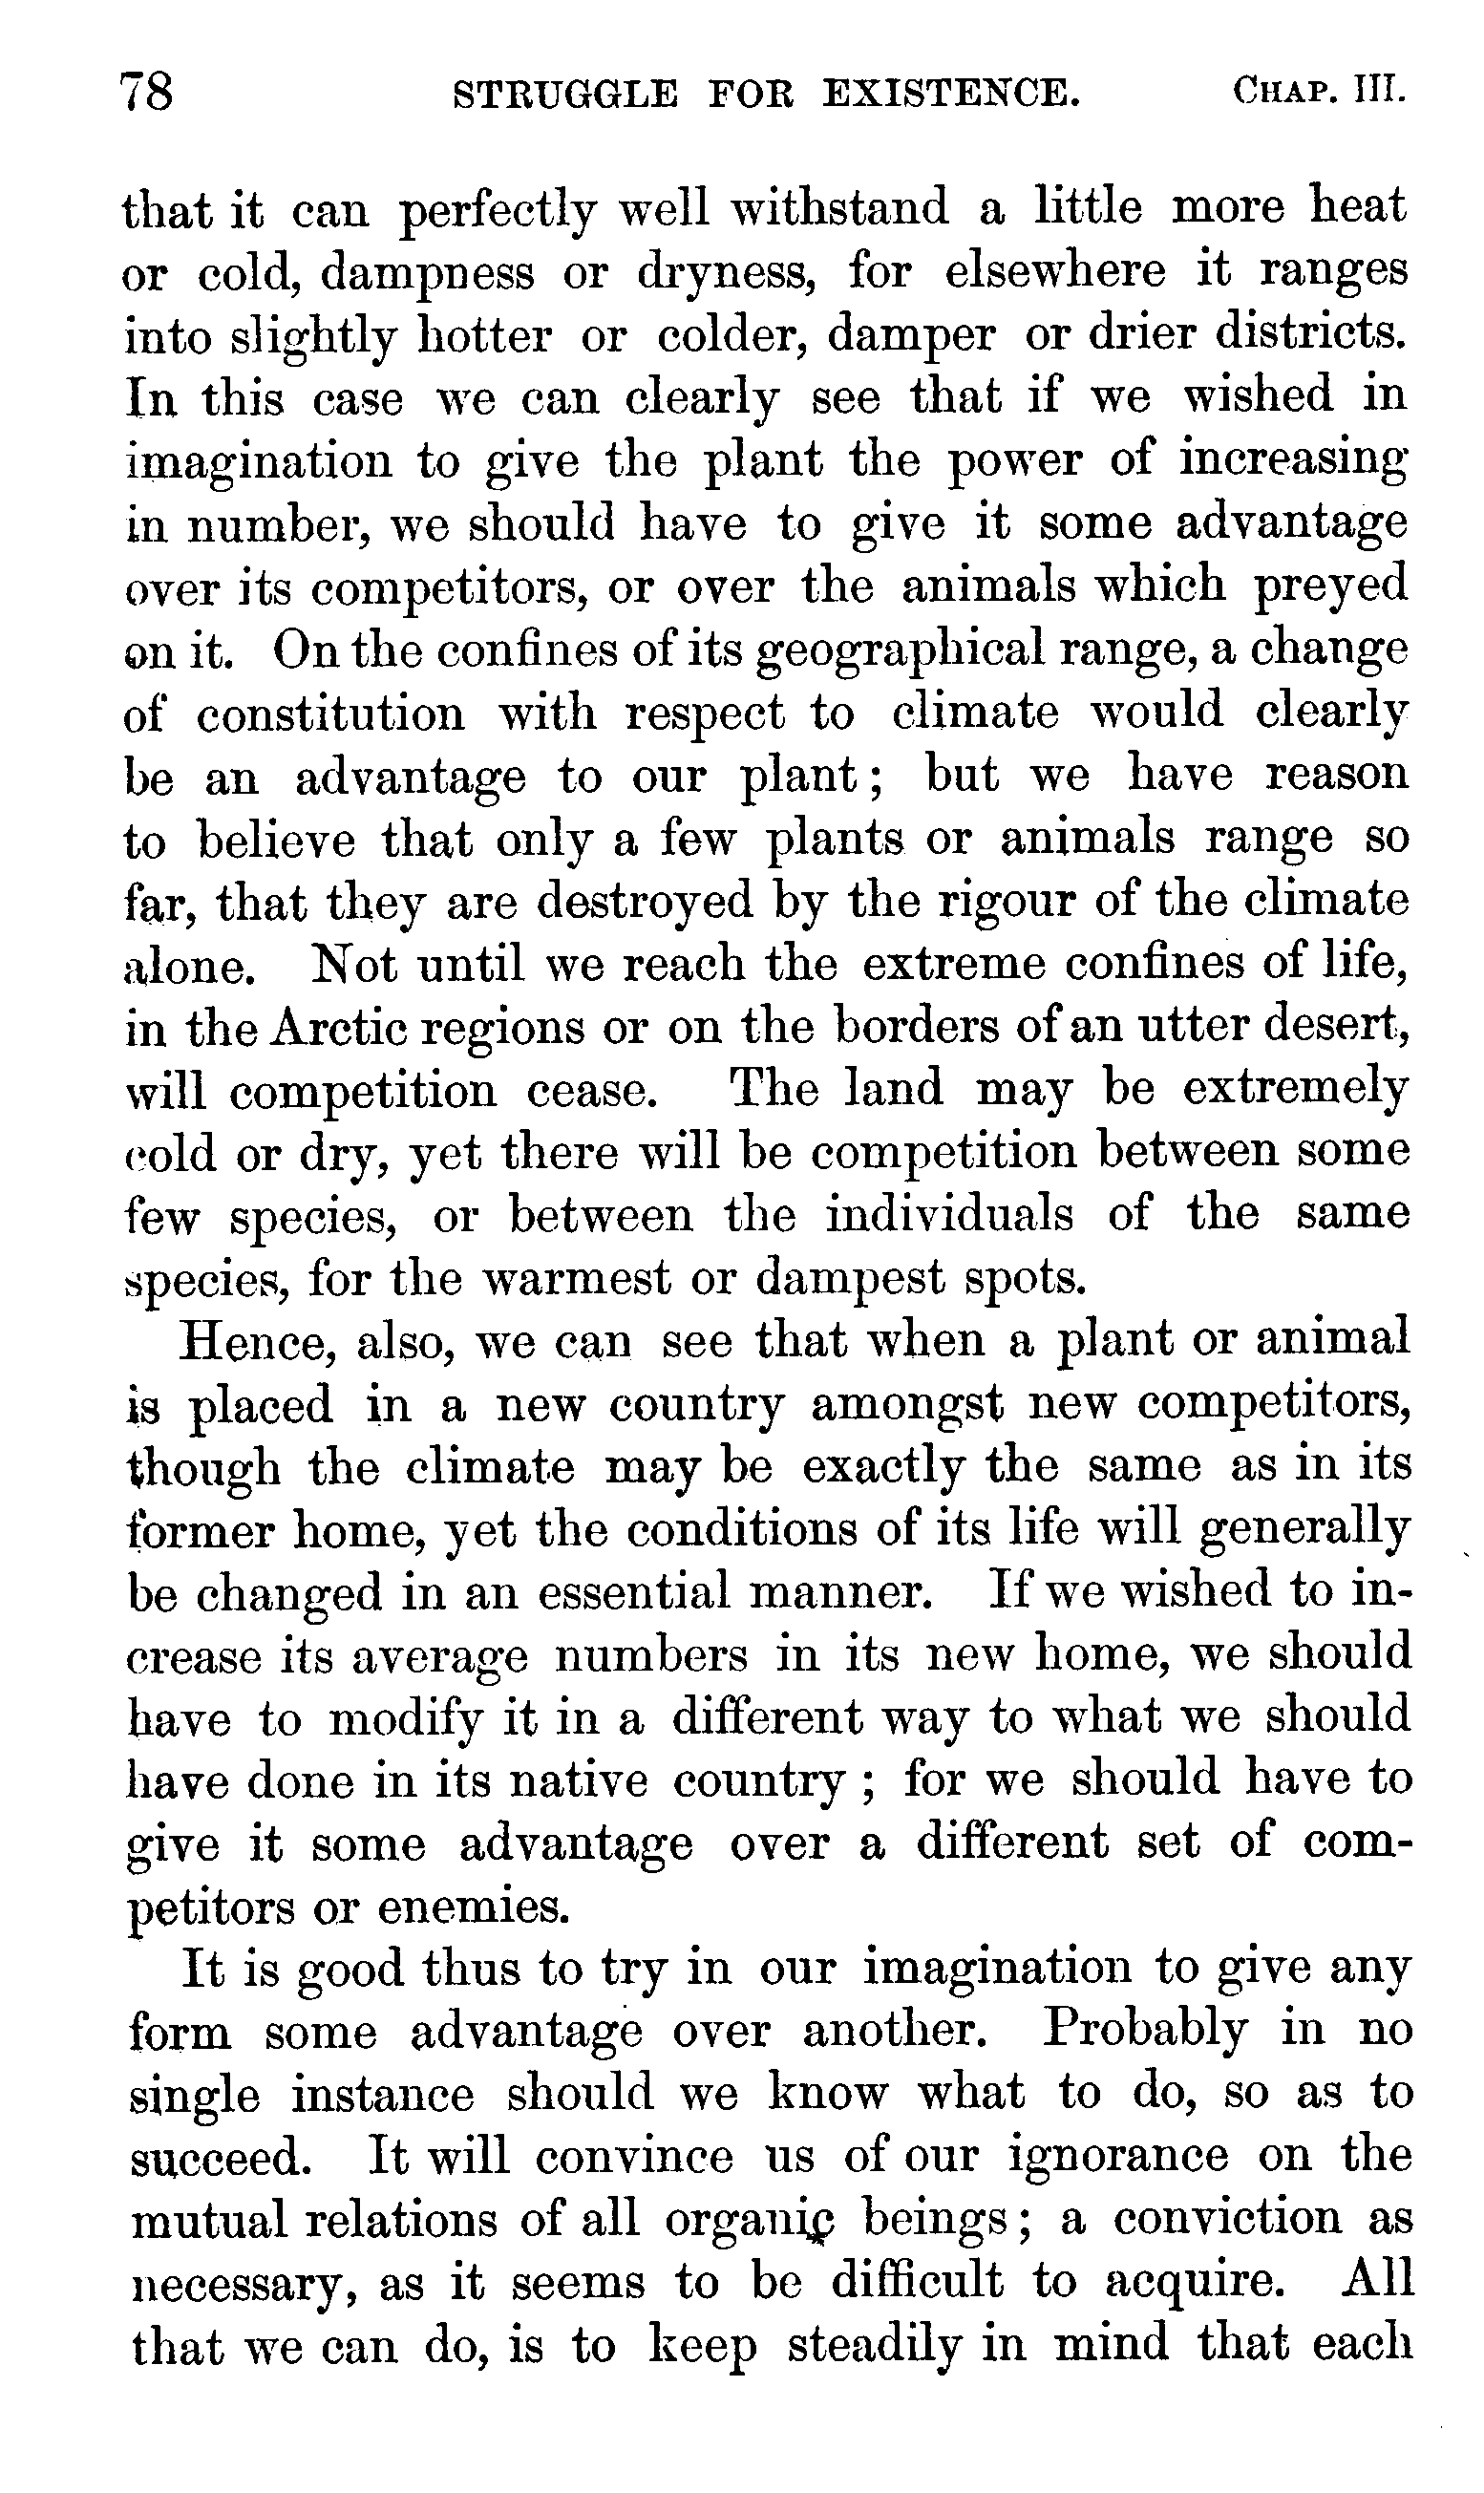 78 STRUGGLE FOR EXISTENCE. CHAP. III.
that it can perfectly well withstand a little more heat
or cold, dampness or dryness, for elsewhere it ranges
into slightly hotter or colder, damper or drier districts.
In this case we can clearly see that if we wished in
imagination to give the plant the power of increasing
in number, we should have to give it some advantage
over its competitors, or over the animals which preyed
on it. On the confines of its geographical range, a change
of constitution with respect to climate would clearly
be an advantage to our plant; but we have reason
to believe that only a few plants or animals range so
far, that they are destroyed by the rigour of the climate
alone. Not until we reach the extreme confines of life,
in the Arctic regions or on the borders of an utter desert,
will competition cease. The land may be extremely
cold or dry, yet there will be competition between some
few species, or between the individuals of the same
species, for the warmest or dampest spots.
Hence, also, we can see that when a plant or animal
is placed in a new country amongst new competitors,
though the climate may be exactly the same as in its
former home, yet the conditions of its life will generally
be changed in an essential manner. If we wished to in-
crease its average numbers in its new home, we should
have to modify it in a different way to what we should
have done in its native country; for we should have to
give it some advantage over a different set of com-
petitors or enemies.
It is good thus to try in our imagination to give any
form some advantage over another. Probably in no
single instance should we know what to do, so as to
succeed. It will convince us of our ignorance on the
mutual relations of all organic beings; a conviction as
necessary, as it seems to be difficult to acquire. All
that we can do, is to keep steadily in mind that each